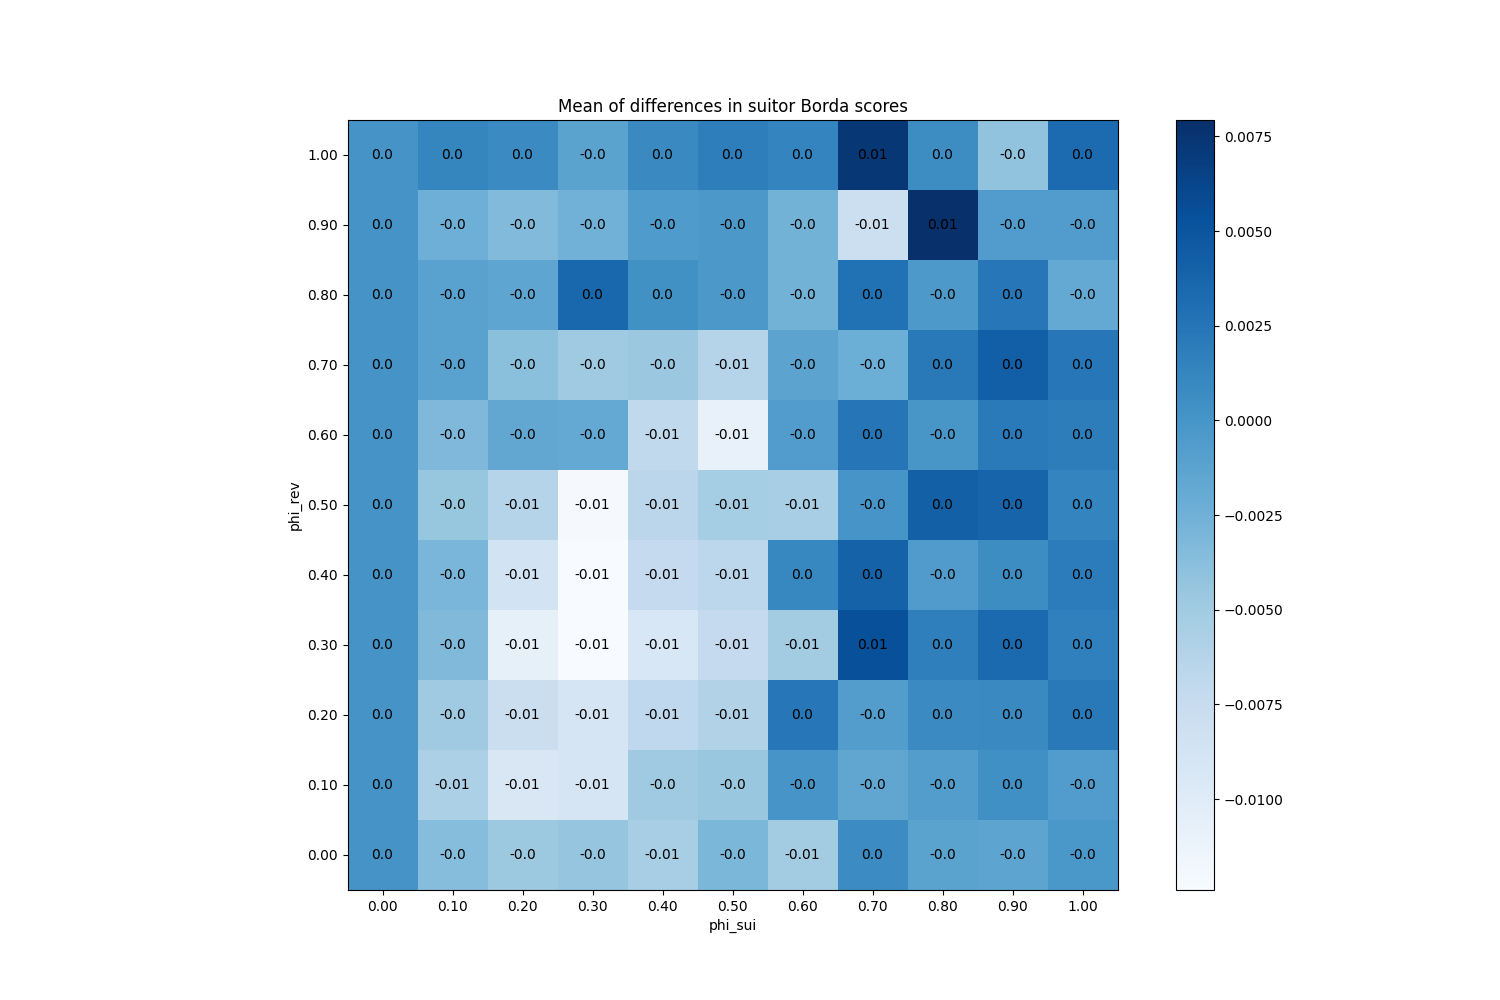 Mean of differences in suitor Borda scores
1.00 0.0 0.0 0.0 -0.0 0.0 0.0 0.0 0.01 0.0 -0.0 0.0
0.90 0.0 -0.0 -0.0 -0.0 -0.0 -0.0 -0.0 -0.01 0.01 -0.0 -0.0
0.80 0.0 -0.0 -0.0 0.0 0.0 -0.0 -0.0 0.0 -0.0 0.0 -0.0
0.70 0.0 -0.0 -0.0 -0.0 -0.0 -0.01 -0.0 -0.0 0.0 0.0 0.0
0.60 0.0 -0.0 -0.0 -0.0 -0.01 -0.01 -0.0 0.0 -0.0 0.0 0.0
0.50 0.0 -0.0 -0.01 -0.01 -0.01 -0.01 -0.01 -0.0 0.0 0.0 0.0
0.40 0.0 -0.0 -0.01 -0.01 -0.01 -0.01 0.0 0.0 -0.0 0.0 0.0
0.30 0.0 -0.0 -0.01 -0.01 -0.01 -0.01 -0.01 0.01 0.0 0.0 0.0
0.20 0.0 -0.0 -0.01 -0.01 -0.01 -0.01 0.0 -0.0 0.0 0.0 0.0
0.10 0.0 -0.01 -0.01 -0.01 -0.0 -0.0 -0.0 -0.0 -0.0 0.0 -0.0
0.00 0.0 -0.0 -0.0 -0.0 -0.01 -0.0 -0.01 0.0 -0.0 -0.0 -0.0
0.00 0.10 0.20 0.30 0.40 0.50 0.60 0.70 0.80 0.90 1.00
phi_sui
phi_rev
0.0075
0.0050
0.0025
0.0000
−0.0025
−0.0050
−0.0075
−0.0100